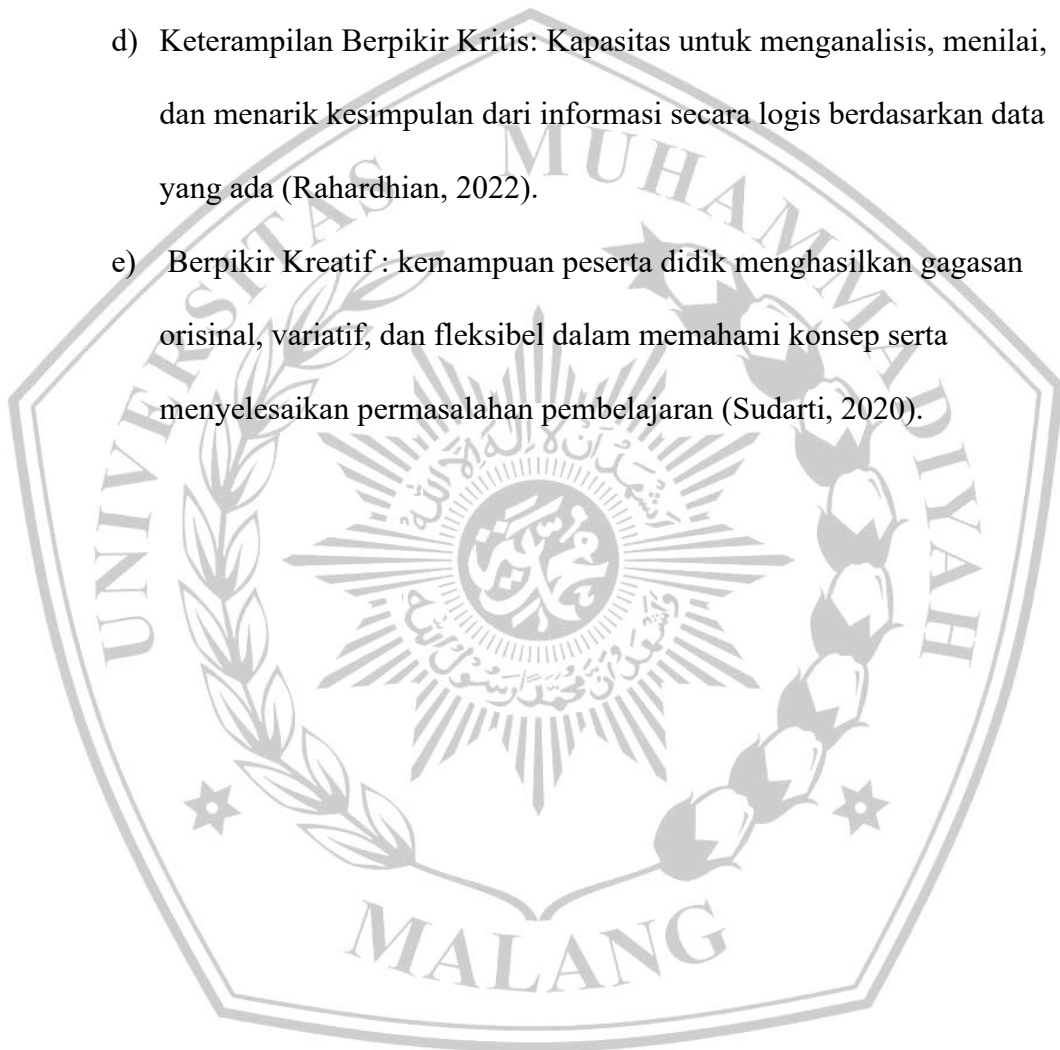 d) Keterampilan Berpikir Kritis: Kapasitas untuk menganalisis, menilai,
dan menarik kesimpulan dari informasi secara logis berdasarkan data
yang ada (Rahardhian, 2022).
e) Berpikir Kreatif : kemampuan peserta didik menghasilkan gagasan
orisinal, variatif, dan fleksibel dalam memahami konsep serta
menyelesaikan permasalahan pembelajaran (Sudarti, 2020).
UNIVERSITAS MUHAMMADIYAH
MALANG